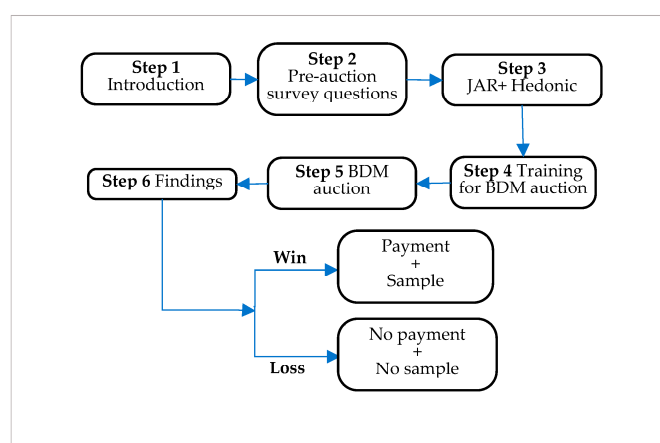 Step 1
Introduction
Step 2
Pre-auction
survey questions
Step 3
JAR+ Hedonic
Step 4 Training
for BDM auction
Step 5 BDM
auction
Step 6 Findings
Win
Payment
+
Sample
Loss
No payment
+
No sample